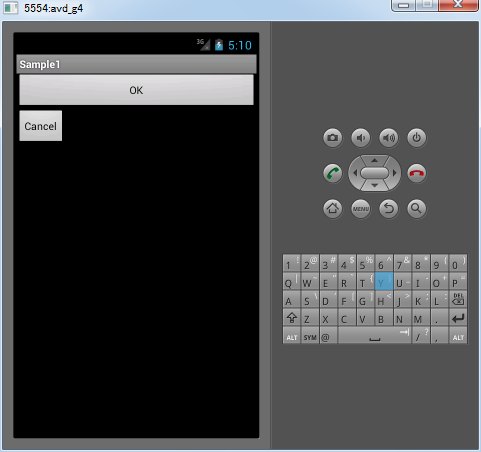 5554:avd_g4
3G 5:10
Sample1
OK
Cancel
MENU
1 ! 2 @ 3 # 4 $ 5 % 6 ^ 7 & 8 * 9 ( 0 )
Q W E R T Y U I O P
A S D F G H J K L DEL
Z X C V B N M .
ALT SYM @ / ? , ALT